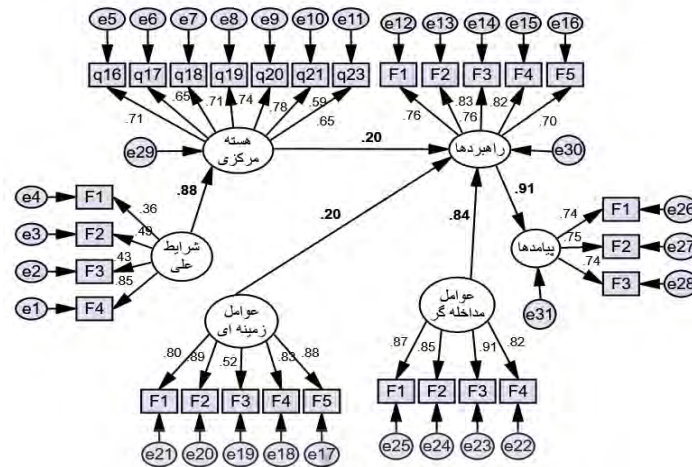 e5 e6 e7 e8 e9 e10 e11 e12 e13 e14 e15 e16
q16 q17 q18 q19 q20 q21 q23 F1 F2 F3 F4 F5
.71 .65 .71 .74 .78 .59 .65 .76 .83 .76 .82 .70
e29
هسته
مرکزی
.20
راهبردها
e30
e4 F1 .36
.88
.20
.84
.91
e3 F2 .49
e2 F3 .43
e1 F4 .85
شرایط
علی
پیامدها
.74 F1 e26
.75 F2 e27
.74 F3 e28
e31
عوامل
زمینه ای
عوامل
مداخله گر
.80 .89 .52 .83 .88
.87 .85 .91 .82
F1 F2 F3 F4 F5
F1 F2 F3 F4
e21 e20 e19 e18 e17
e25 e24 e23 e22